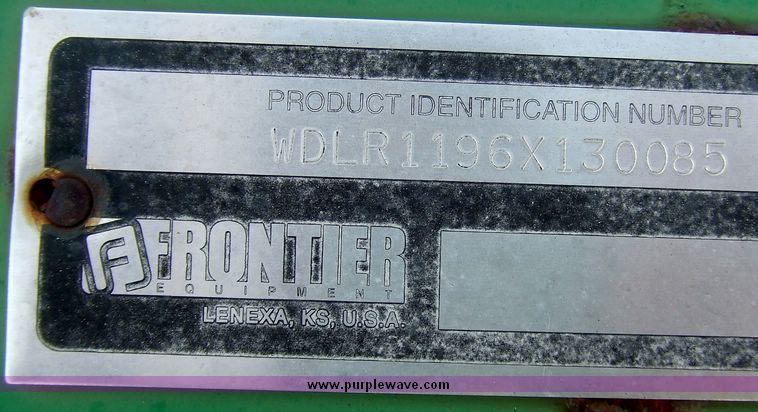 PRODUCT IDENTIFICATION NUMBER
WDLR1196X130085
F FRONTIER
EQUIPMENT
LENEXA, KS, U.S.A.
www.purplewave.com